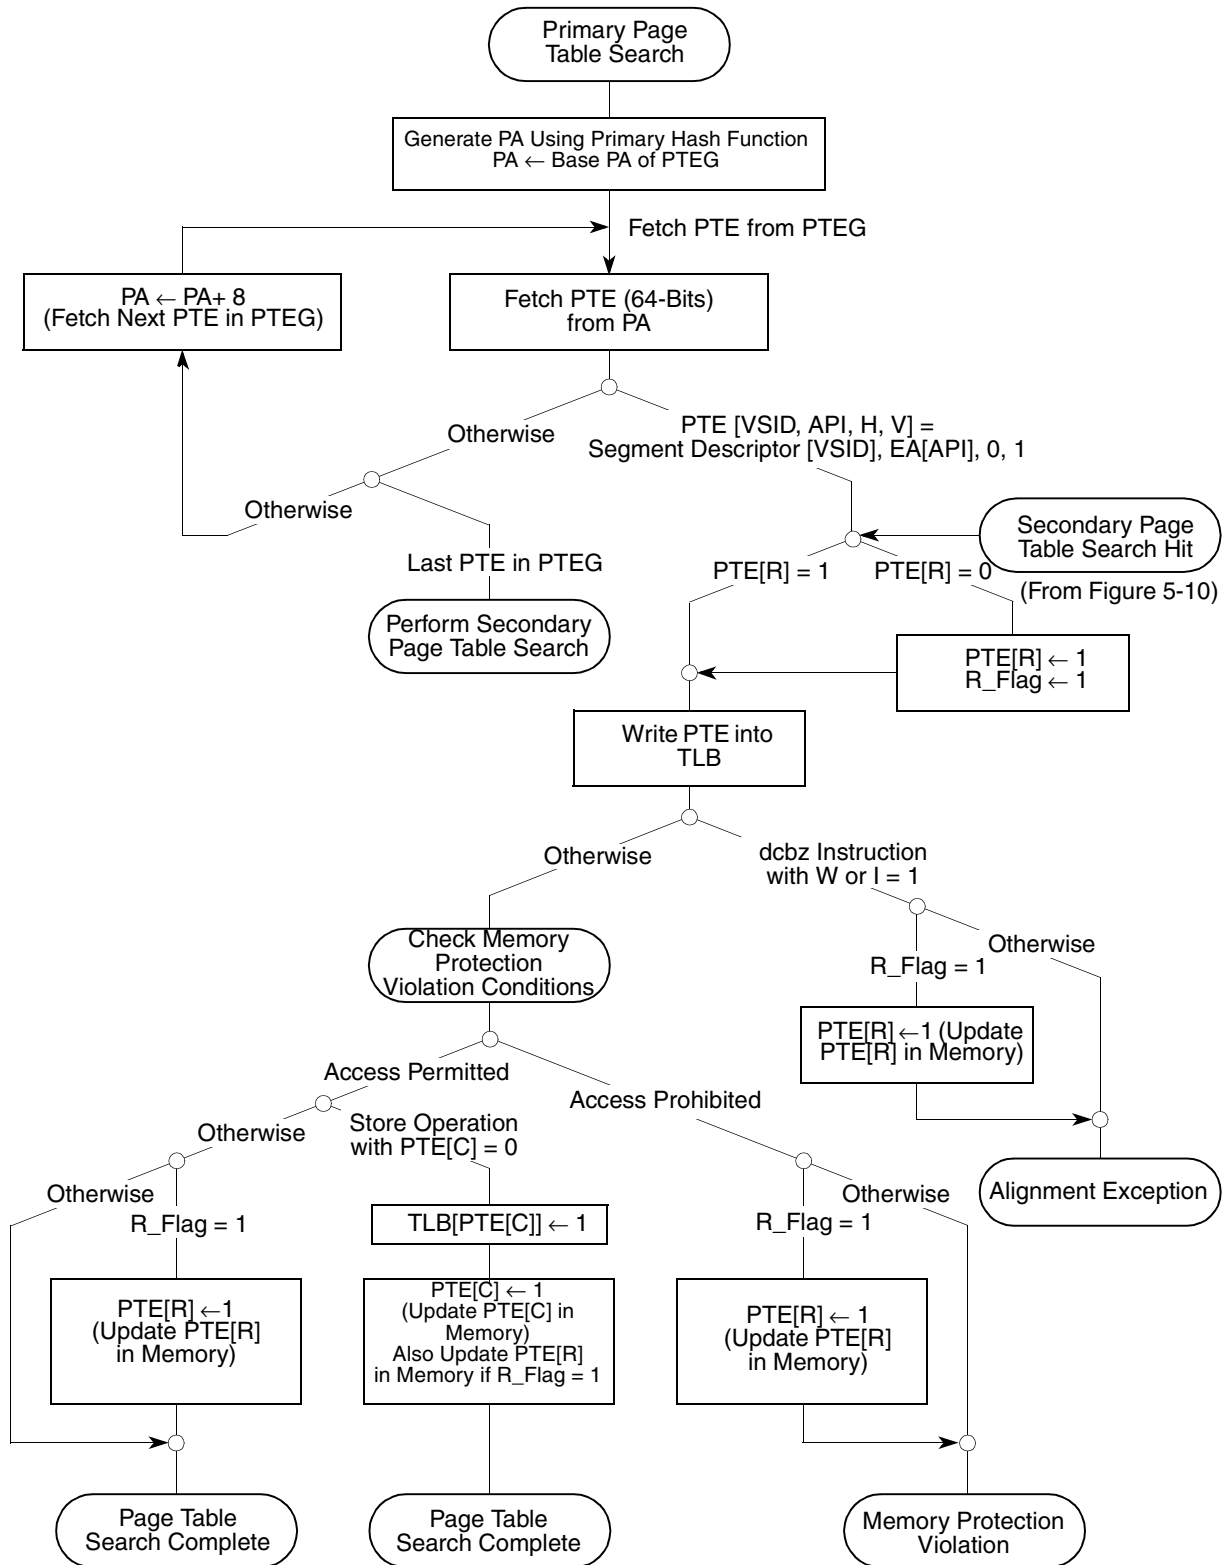 Primary Page
Table Search
Generate PA Using Primary Hash Function
PA ← Base PA of PTEG
Fetch PTE from PTEG
PA ← PA+ 8
(Fetch Next PTE in PTEG)
Fetch PTE (64-Bits)
from PA
Otherwise
PTE [VSID, API, H, V] =
Segment Descriptor [VSID], EA[API], 0, 1
Otherwise
Last PTE in PTEG
Perform Secondary
Page Table Search
Secondary Page
Table Search Hit
(From Figure 5-10)
PTE[R] = 1
PTE[R] = 0
PTE[R] ← 1
R_Flag ← 1
Write PTE into
TLB
Otherwise
dcbz Instruction
with W or I = 1
Check Memory
Protection
Violation Conditions
R_Flag = 1
Otherwise
PTE[R] ←1 (Update
PTE[R] in Memory)
Alignment Exception
Access Permitted
Access Prohibited
Otherwise
Store Operation
with PTE[C] = 0
Otherwise
R_Flag = 1
TLB[PTE[C]] ← 1
R_Flag = 1
Otherwise
PTE[R] ←1
(Update PTE[R]
in Memory)
PTE[C] ← 1
(Update PTE[C] in
Memory)
Also Update PTE[R]
in Memory if R_Flag = 1
PTE[R] ← 1
(Update PTE[R]
in Memory)
Page Table
Search Complete
Page Table
Search Complete
Memory Protection
Violation